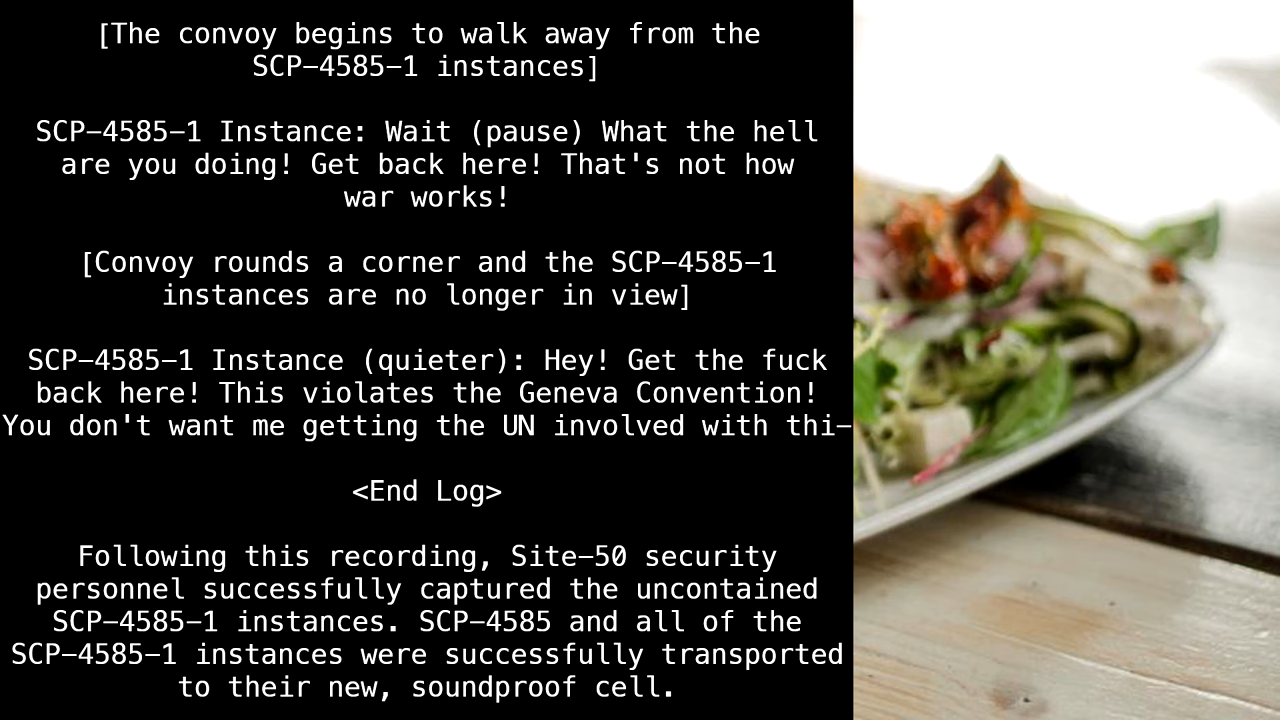 [The convoy begins to walk away from the
SCP-4585-1 instances]
SCP-4585-1 Instance: Wait (pause) What the hell
are you doing! Get back here! That's not how
war works!
[Convoy rounds a corner and the SCP-4585-1
instances are no longer in view]
SCP-4585-1 Instance (quieter): Hey! Get the fuck
back here! This violates the Geneva Convention!
You don't want me getting the UN involved with thi-
<End Log>
Following this recording, Site-50 security
personnel successfully captured the uncontained
SCP-4585-1 instances. SCP-4585 and all of the
SCP-4585-1 instances were successfully transported
to their new, soundproof cell.